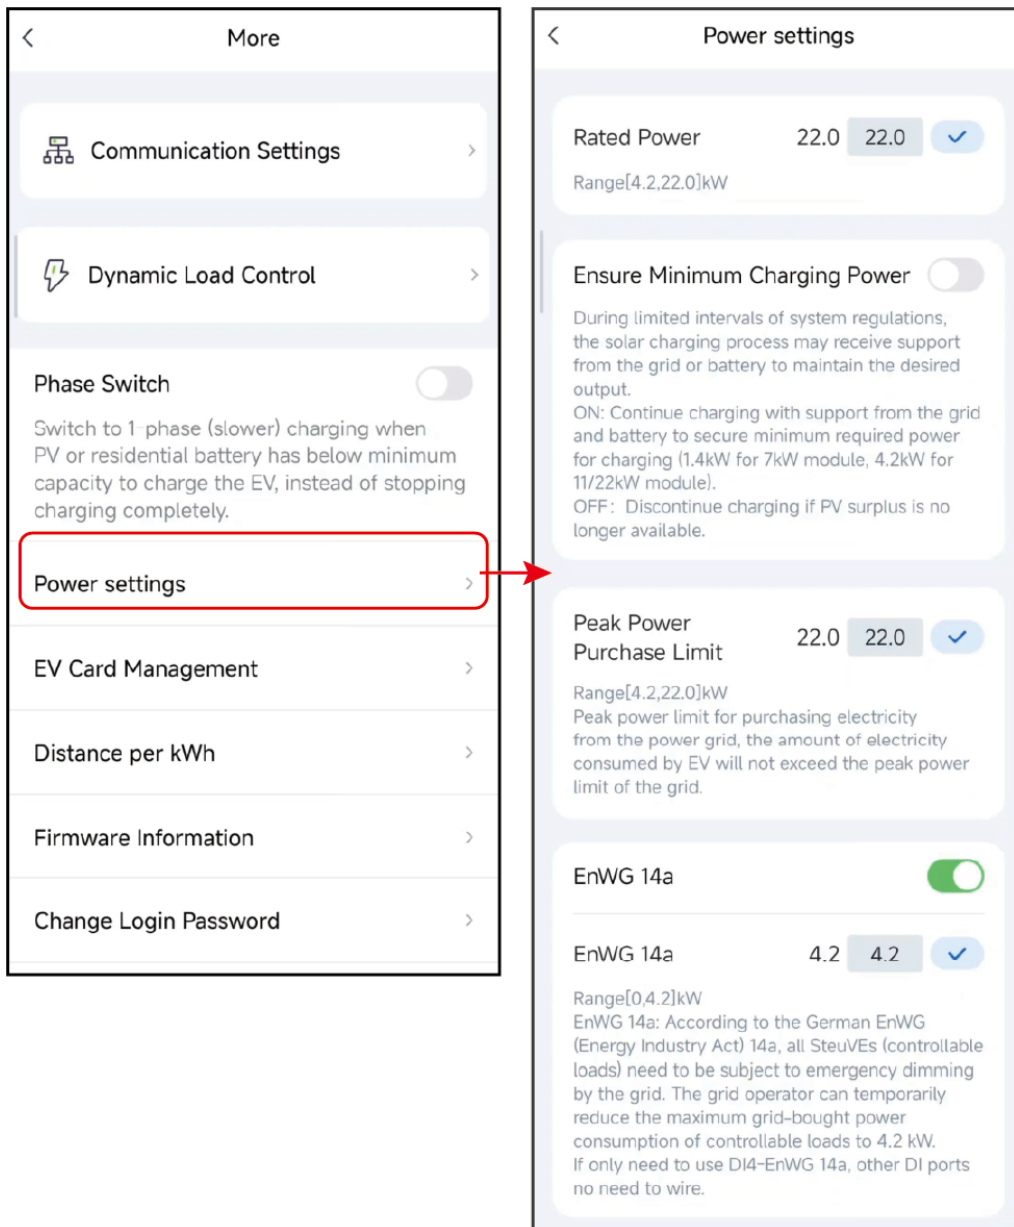 More
Communication Settings
Dynamic Load Control
Phase Switch
Switch to 1-phase (slower) charging when
PV or residential battery has below minimum
capacity to charge the EV, instead of stopping
charging completely.
Power settings
EV Card Management
Distance per kWh
Firmware Information
Change Login Password
Power settings
Rated Power 22.0 22.0
Range[4.2,22.0]kW
Ensure Minimum Charging Power
During limited intervals of system regulations,
the solar charging process may receive support
from the grid or battery to maintain the desired
output.
ON: Continue charging with support from the grid
and battery to secure minimum required power
for charging (1.4kW for 7kW module, 4.2kW for
11/22kW module).
OFF: Discontinue charging if PV surplus is no
longer available.
Peak Power
Purchase Limit 22.0 22.0
Range[4.2,22.0]kW
Peak power limit for purchasing electricity
from the power grid, the amount of electricity
consumed by EV will not exceed the peak power
limit of the grid.
EnWG 14a
EnWG 14a 4.2 4.2
Range[0,4.2]kW
EnWG 14a: According to the German EnWG
(Energy Industry Act) 14a, all SteuVEs (controllable
loads) need to be subject to emergency dimming
by the grid. The grid operator can temporarily
reduce the maximum grid-bought power
consumption of controllable loads to 4.2 kW.
If only need to use DI4-EnWG 14a, other DI ports
no need to wire.